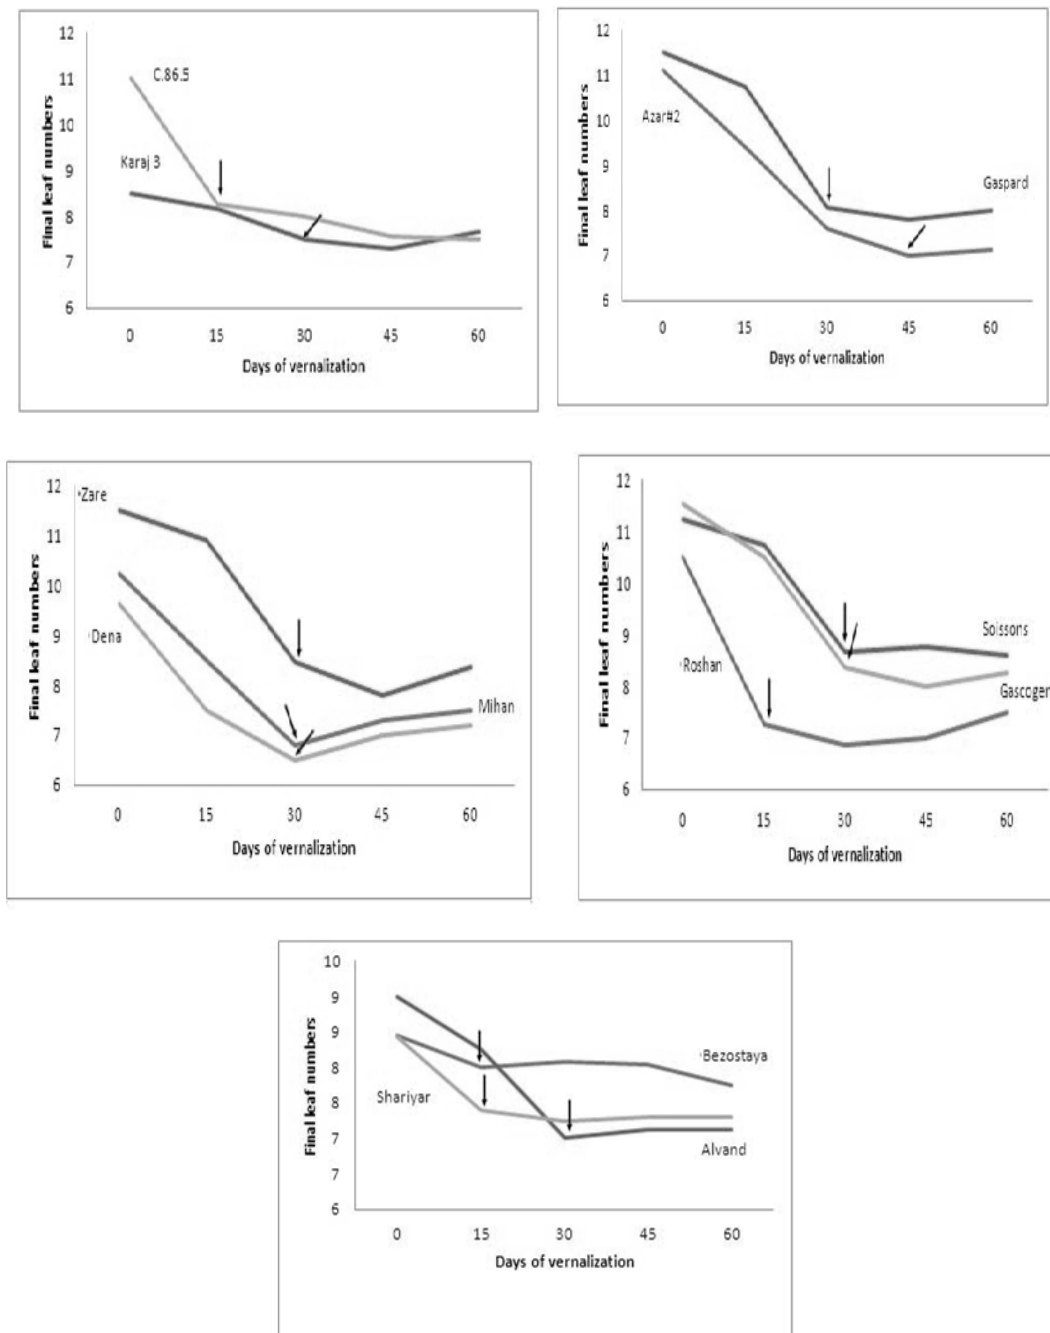 12
11
10
9
8
7
6
Final leaf numbers
C.86.5
Karaj 3
0 15 30 45 60
Days of vernalization
12
11
10
9
8
7
6
Final leaf numbers
Azar#2
Gaspard
0 15 30 45 60
Days of vernalization
12
11
10
9
8
7
6
Final leaf numbers
Zare
Dena
Mihan
0 15 30 45 60
Days of vernalization
12
11
10
9
8
7
6
Final leaf numbers
Roshan
Soissons
Gascogen
0 15 30 45 60
Days of vernalization
10
9
9
8
8
7
7
6
Final leaf numbers
Bezostaya
Shariyar
Alvand
0 15 30 45 60
Days of vernalization